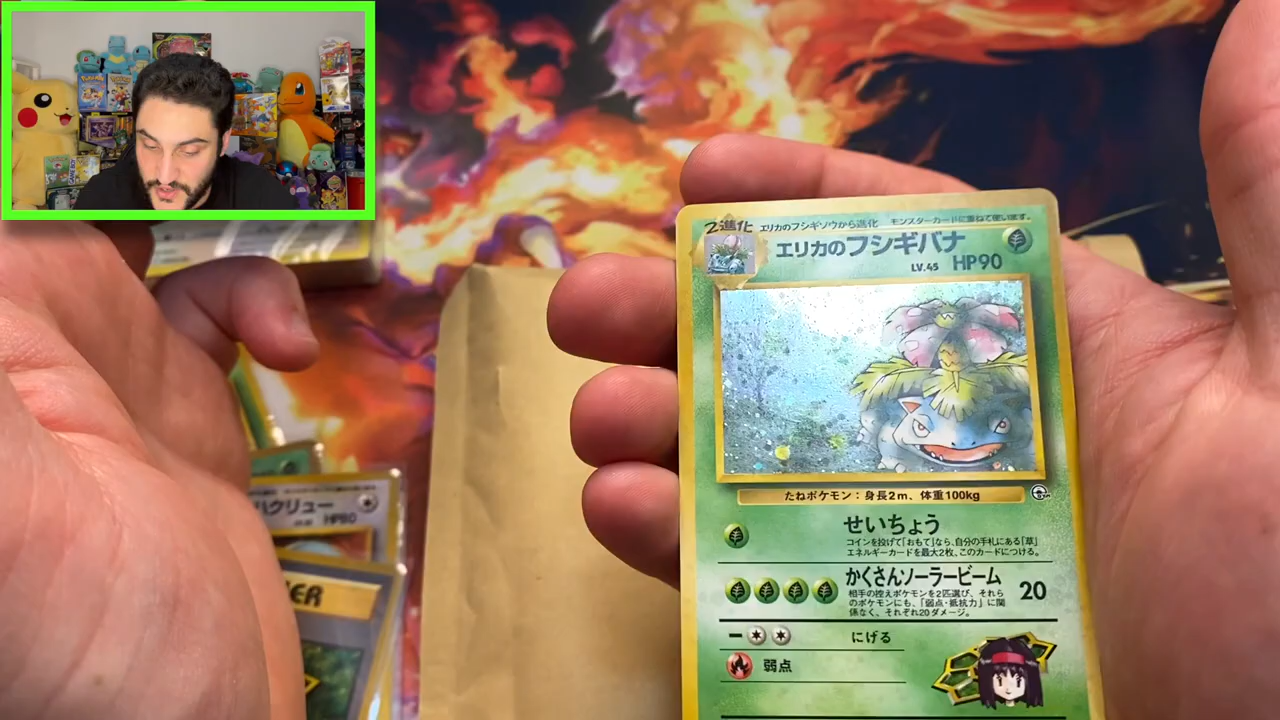 2進化
エリカのフシギソウから進化 モンスターカードに重ねて使います。
エリカのフシギバナ
LV.45 HP90
たねポケモン：身長2m、体重100kg
せいちょう
コインを投げて「おもて」なら、自分の手札にある「草」
エネルギーカードを最大2枚、このカードにつける。
かくさんソーラービーム 20
相手の控えポケモンを2匹選び、それら
のポケモンにも、「弱点・抵抗力」に関
係なく、それぞれ20ダメージ。
にげる
弱点
ハクリュー
HP80